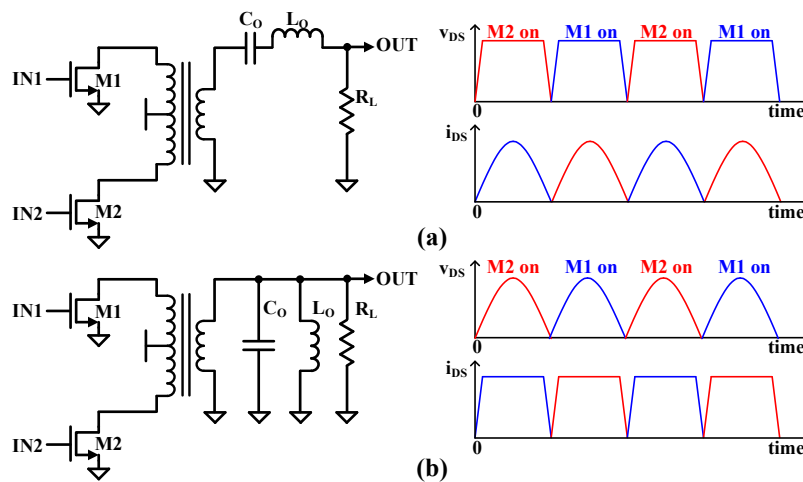 C_O L_O
OUT
IN1 M1
R_L
IN2 M2
v_DS M2 on M1 on M2 on M1 on
0 time
i_DS
0 time
(a)
IN1 M1
OUT
C_O L_O R_L
IN2 M2
v_DS M2 on M1 on M2 on M1 on
0 time
i_DS
0 time
(b)